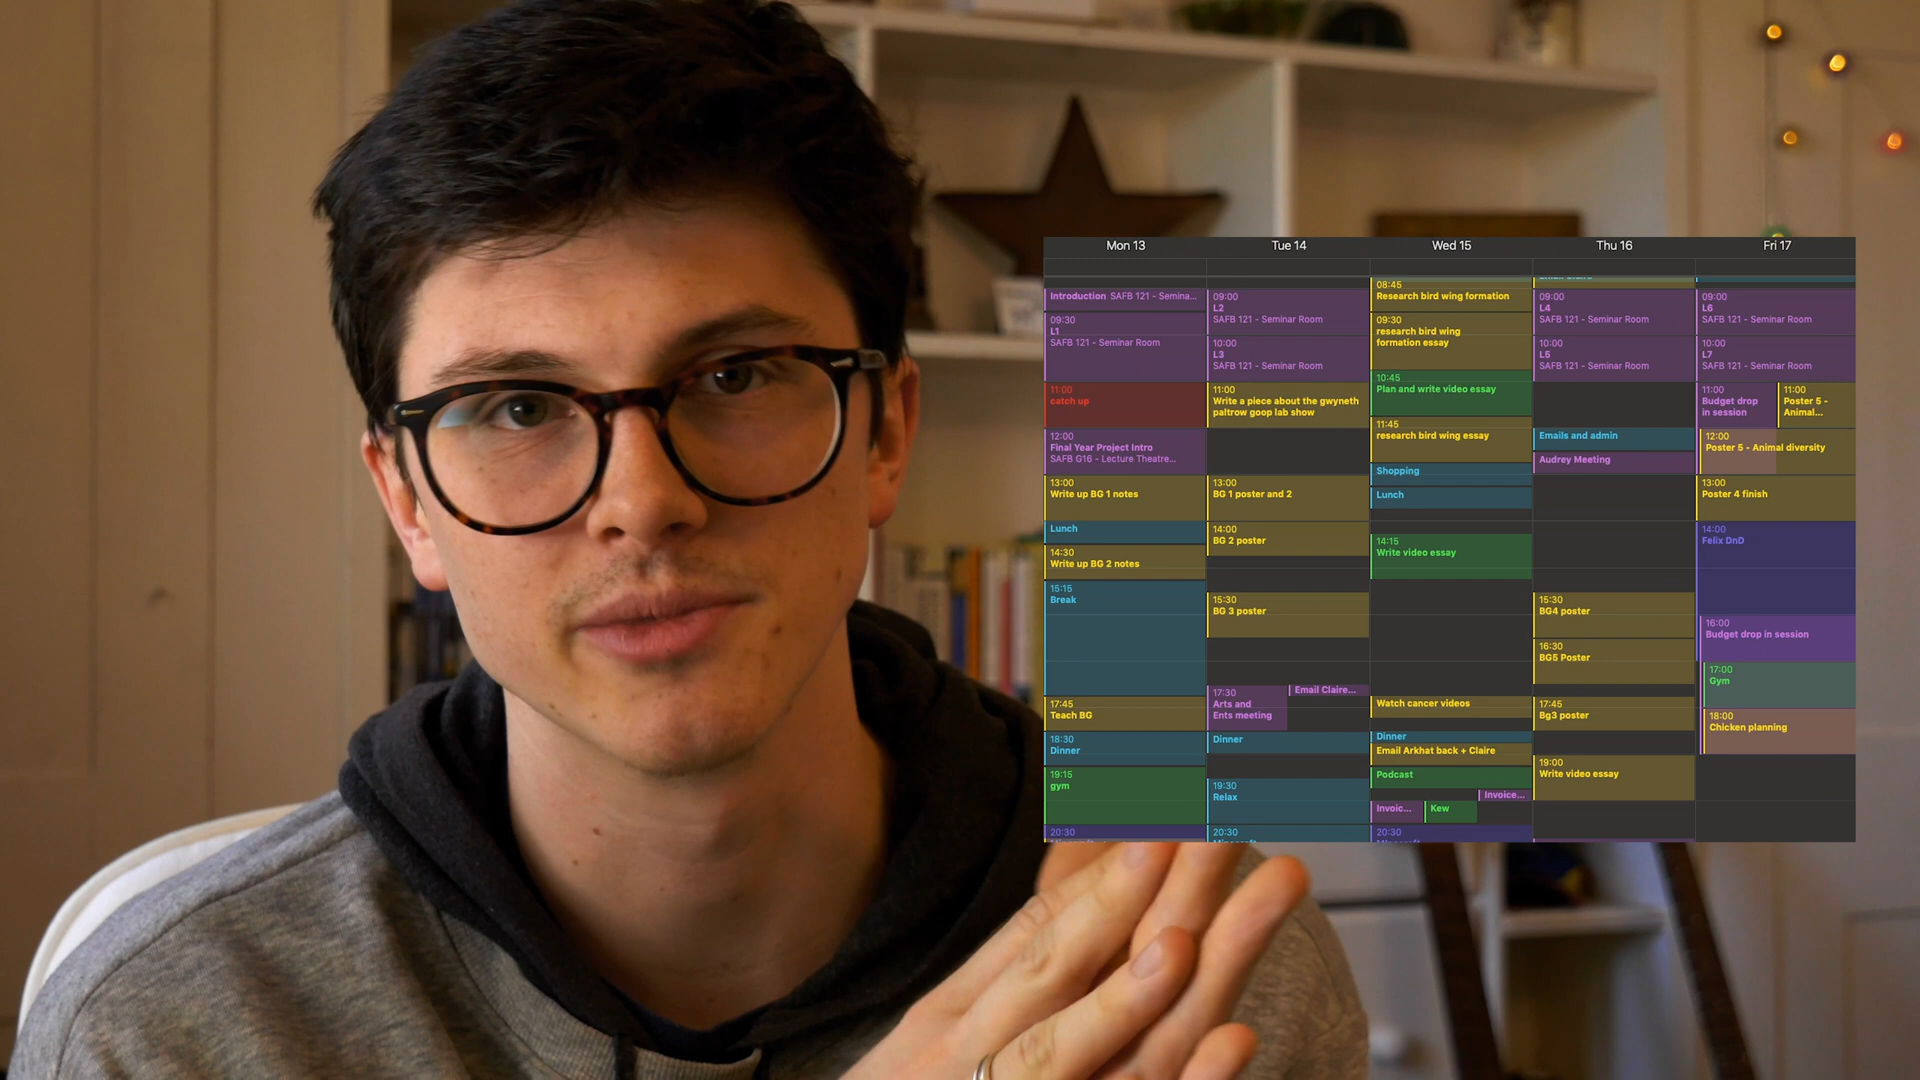 Mon 13
Tue 14
Wed 15
Thu 16
Fri 17
Introduction SAFB 121 - Semina...
09:30
L1
SAFB 121 - Seminar Room
11:00
catch up
12:00
Final Year Project Intro
SAFB G16 - Lecture Theatre...
13:00
Write up BG 1 notes
Lunch
14:30
Write up BG 2 notes
15:15
Break
17:45
Teach BG
18:30
Dinner
19:15
gym
20:30
09:00
L2
SAFB 121 - Seminar Room
10:00
L3
SAFB 121 - Seminar Room
11:00
Write a piece about the gwyneth
paltrow goop lab show
13:00
BG 1 poster and 2
14:00
BG 2 poster
15:30
BG 3 poster
17:30
Arts and
Ents meeting
Email Claire...
Dinner
19:30
Relax
20:30
08:45
Research bird wing formation
09:30
research bird wing
formation essay
10:45
Plan and write video essay
11:45
research bird wing essay
Shopping
Lunch
14:15
Write video essay
Watch cancer videos
Dinner
Email Arkhat back + Claire
Podcast
Invoice...
Invoic...
Kew
20:30
09:00
L4
SAFB 121 - Seminar Room
10:00
L5
SAFB 121 - Seminar Room
Emails and admin
Audrey Meeting
15:30
BG4 poster
16:30
BG5 Poster
17:45
Bg3 poster
19:00
Write video essay
09:00
L6
SAFB 121 - Seminar Room
10:00
L7
SAFB 121 - Seminar Room
11:00
Budget drop
in session
11:00
Poster 5 -
Animal...
12:00
Poster 5 - Animal diversity
13:00
Poster 4 finish
14:00
Felix DnD
16:00
Budget drop in session
17:00
Gym
18:00
Chicken planning